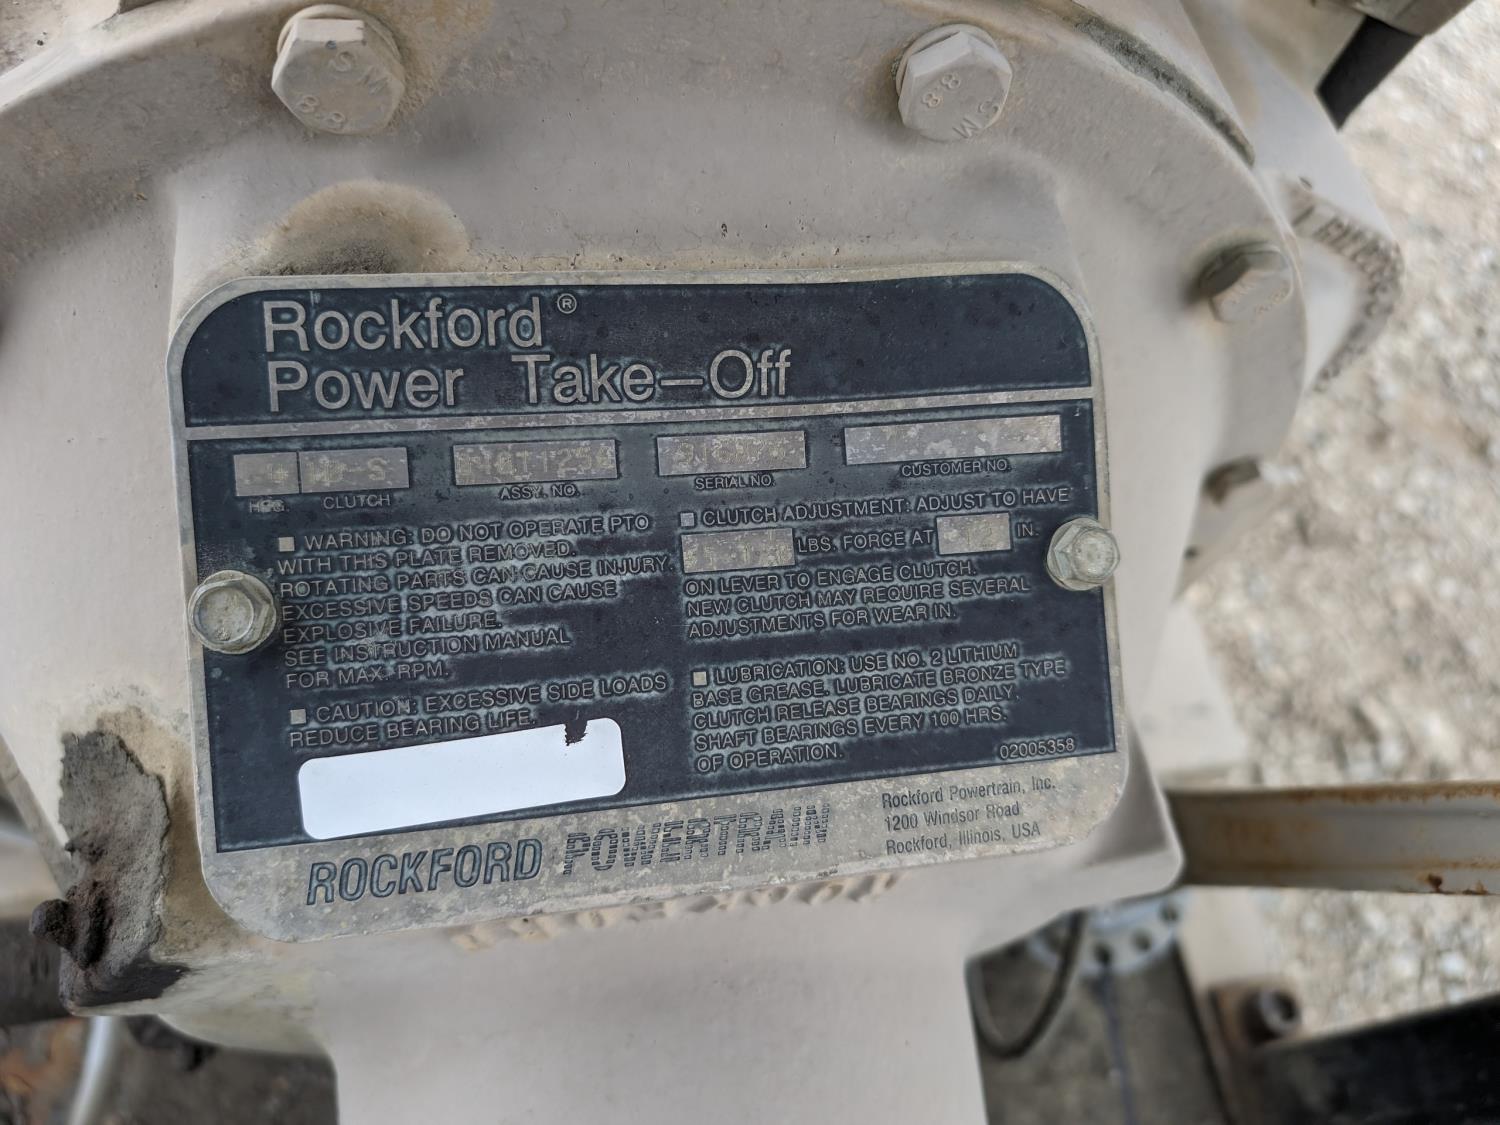 Rockford®
Power Take-Off
HSG.
CLUTCH
ASSY. NO.
SERIAL NO.
CUSTOMER NO.
■ WARNING: DO NOT OPERATE PTO
WITH THIS PLATE REMOVED.
ROTATING PARTS CAN CAUSE INJURY.
EXCESSIVE SPEEDS CAN CAUSE
EXPLOSIVE FAILURE.
SEE INSTRUCTION MANUAL
FOR MAX. RPM.
■ CAUTION: EXCESSIVE SIDE LOADS
REDUCE BEARING LIFE.
■ CLUTCH ADJUSTMENT: ADJUST TO HAVE
LBS. FORCE AT 12 IN.
ON LEVER TO ENGAGE CLUTCH.
NEW CLUTCH MAY REQUIRE SEVERAL
ADJUSTMENTS FOR WEAR IN.
■ LUBRICATION: USE NO. 2 LITHIUM
BASE GREASE. LUBRICATE BRONZE TYPE
CLUTCH RELEASE BEARINGS DAILY.
SHAFT BEARINGS EVERY 100 HRS.
OF OPERATION.
02005358
ROCKFORD POWERTRAIN
Rockford Powertrain, Inc.
1200 Windsor Road
Rockford, Illinois, USA